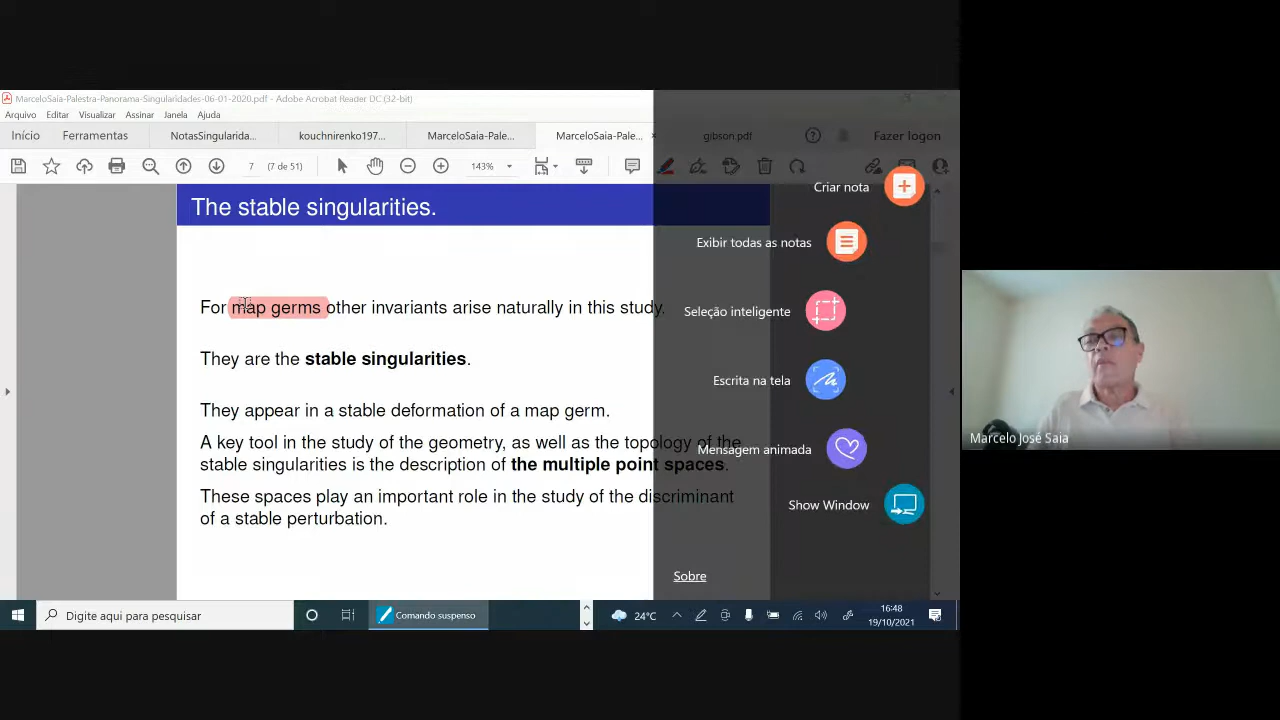 MarceloSaia-Palestra-Panorama-Singularidades-06-01-2020.pdf - Adobe Acrobat Reader DC (32-bit)
Arquivo Editar Visualizar Assinar Janela Ajuda
Início Ferramentas NotasSingularida... kouchnirenko197... MarceloSaia-Pale... MarceloSaia-Pale... × gibson.pdf Fazer logon
7 (7 de 51) 143%
The stable singularities.
For map germs other invariants arise naturally in this study.
They are the stable singularities.
They appear in a stable deformation of a map germ.
A key tool in the study of the geometry, as well as the topology of the
stable singularities is the description of the multiple point spaces.
These spaces play an important role in the study of the discriminant
of a stable perturbation.
Criar nota
Exibir todas as notas
Seleção inteligente
Escrita na tela
Mensagem animada
Show Window
Sobre
Marcelo José Saia
Digite aqui para pesquisar
Comando suspenso
24°C
16:48
19/10/2021